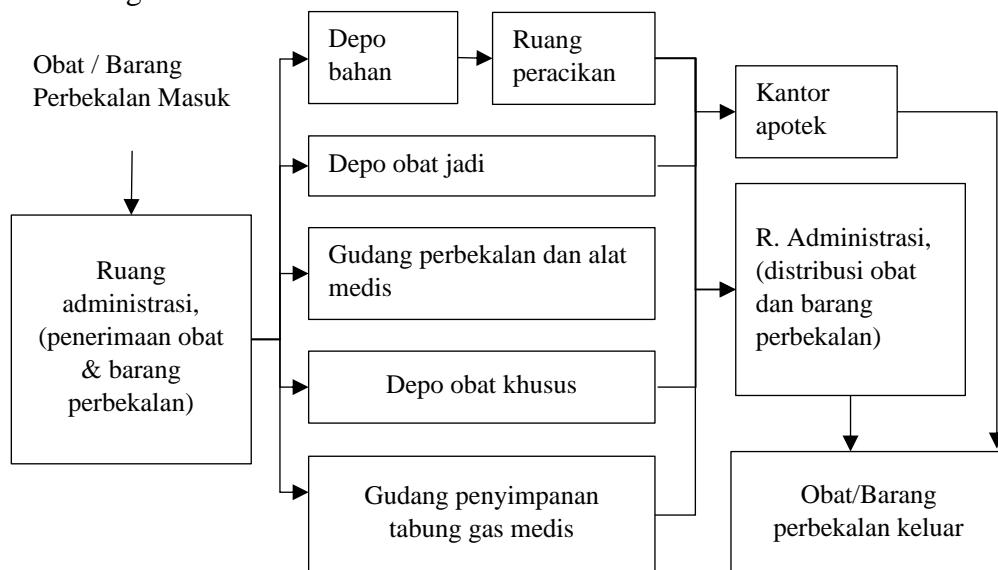 Obat / Barang
Perbekalan Masuk
Depo
bahan
Ruang
peracikan
Kantor
apotek
Depo obat jadi
Ruang
administrasi,
(penerimaan obat
& barang
perbekalan)
Gudang perbekalan dan alat
medis
R. Administrasi,
(distribusi obat
dan barang
perbekalan)
Depo obat khusus
Gudang penyimpanan
tabung gas medis
Obat/Barang
perbekalan keluar